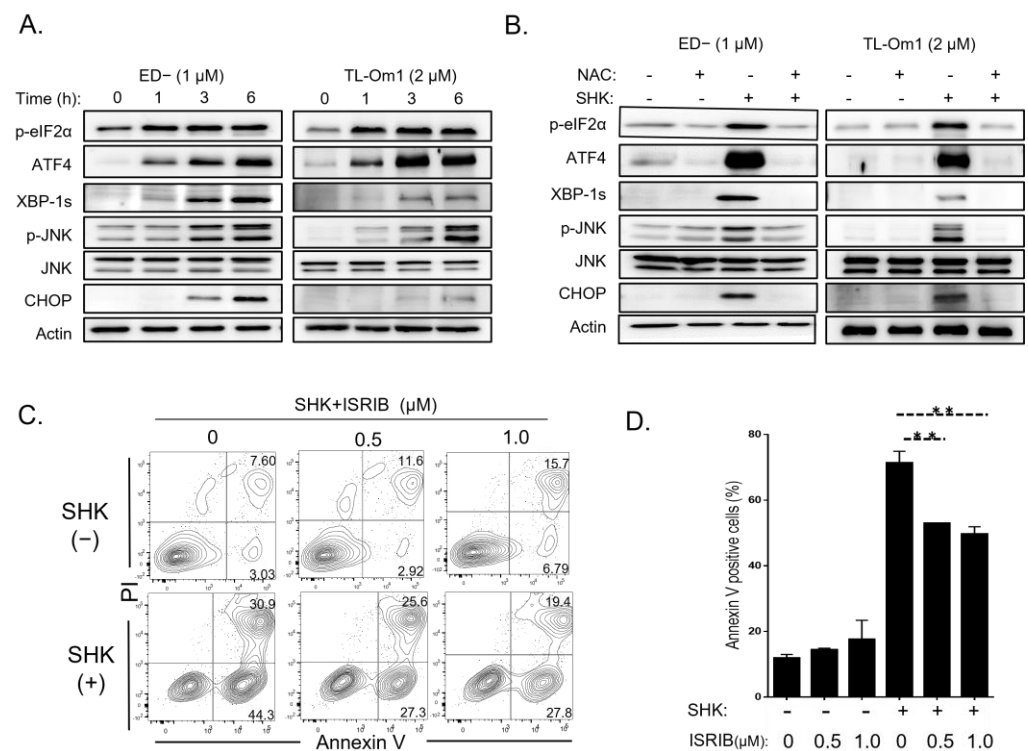 A.
ED− (1 μM) TL-Om1 (2 μM)
Time (h): 0 1 3 6 0 1 3 6
p-eIF2α
ATF4
XBP-1s
p-JNK
JNK
CHOP
Actin
B.
ED− (1 μM) TL-Om1 (2 μM)
NAC: - + - + - + - +
SHK: - - + + - - + +
p-eIF2α
ATF4
XBP-1s
p-JNK
JNK
CHOP
Actin
C.
SHK+ISRIB (μM)
0 0.5 1.0
SHK
(−)
7.60 11.6 15.7
3.03 2.92 6.79
PI
SHK
(+)
30.9 25.6 19.4
44.3 27.3 27.8
Annexin V
D.
** **
Annexin V positive cells (%)
80
60
40
20
0
SHK: - - - + + +
ISRIB(μM) 0 0.5 1.0 0 0.5 1.0